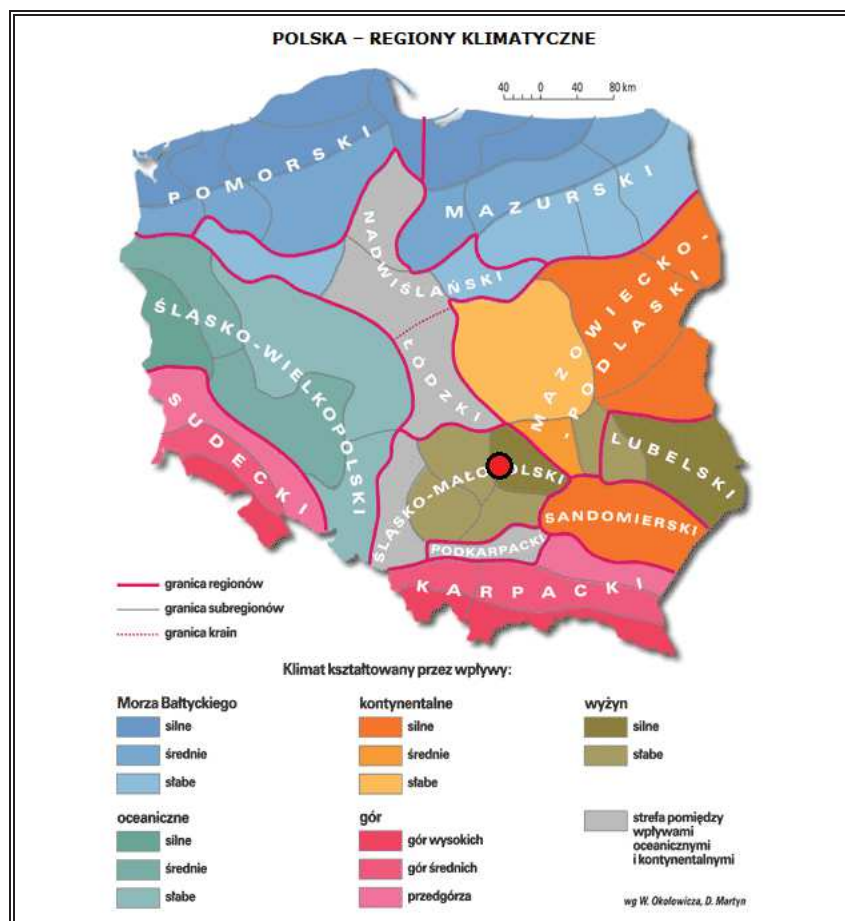 POLSKA – REGIONY KLIMATYCZNE
40 0 40 80 km
POMORSKI
MAZURSKI
NADWIŚLAŃSKI
MAZOWIECKO-
-PODLASKI
ŚLĄSKO-WIELKOPOLSKI
ŁÓDZKI
SUDECKI
LUBELSKI
ŚLĄSKO-MAŁOPOLSKI
SANDOMIERSKI
PODKARPACKI
KARPACKI
granica regionów
granica subregionów
granica krain
Klimat kształtowany przez wpływy:
Morza Bałtyckiego
silne
średnie
słabe
kontynentalne
silne
średnie
słabe
wyżyn
silne
słabe
oceaniczne
silne
średnie
słabe
gór
gór wysokich
gór średnich
przedgórza
strefa pomiędzy
wpływami
oceanicznymi
i kontynentalnymi
wg W. Okołowicza, D. Martyn